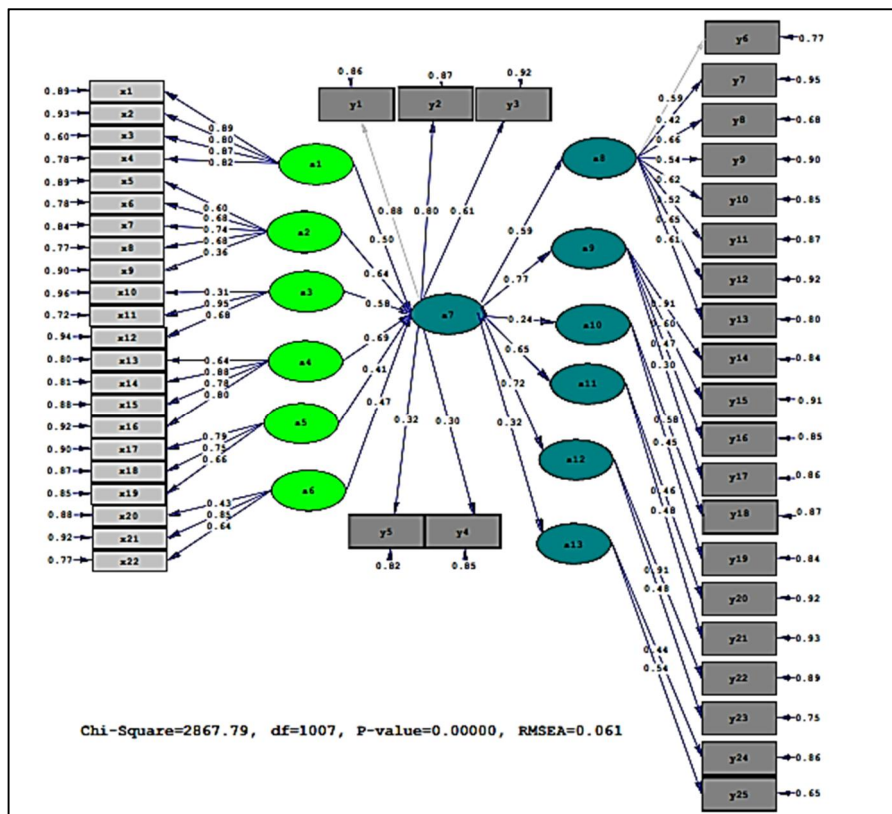 0.89 x1
0.93 x2
0.60 x3
0.78 x4
0.89 x5
0.78 x6
0.84 x7
0.77 x8
0.90 x9
0.96 x10
0.72 x11
0.94 x12
0.80 x13
0.81 x14
0.88 x15
0.92 x16
0.90 x17
0.87 x18
0.85 x19
0.88 x20
0.92 x21
0.77 x22
0.89
0.80
0.87
0.82
0.60
0.68
0.74
0.68
0.36
0.31
0.95
0.68
0.64
0.88
0.78
0.80
0.79
0.75
0.66
0.43
0.85
0.64
a1
a2
a3
a4
a5
a6
0.50
0.64
0.58
0.69
0.41
0.47
0.86 0.87 0.92
y1 y2 y3
0.88 0.80 0.61
a7
0.32 0.30
y5 y4
0.82 0.85
0.59
0.77
0.24
0.65
0.72
0.32
a8
a9
a10
a11
a12
a13
0.59
0.42
0.66
0.54
0.62
0.52
0.65
0.61
0.91
0.60
0.47
0.30
0.58
0.45
0.46
0.48
0.91
0.48
0.44
0.54
y6 0.77
y7 0.95
y8 0.68
y9 0.90
y10 0.85
y11 0.87
y12 0.92
y13 0.80
y14 0.84
y15 0.91
y16 0.85
y17 0.86
y18 0.87
y19 0.84
y20 0.92
y21 0.93
y22 0.89
y23 0.75
y24 0.86
y25 0.65
Chi-Square=2867.79, df=1007, P-value=0.00000, RMSEA=0.061